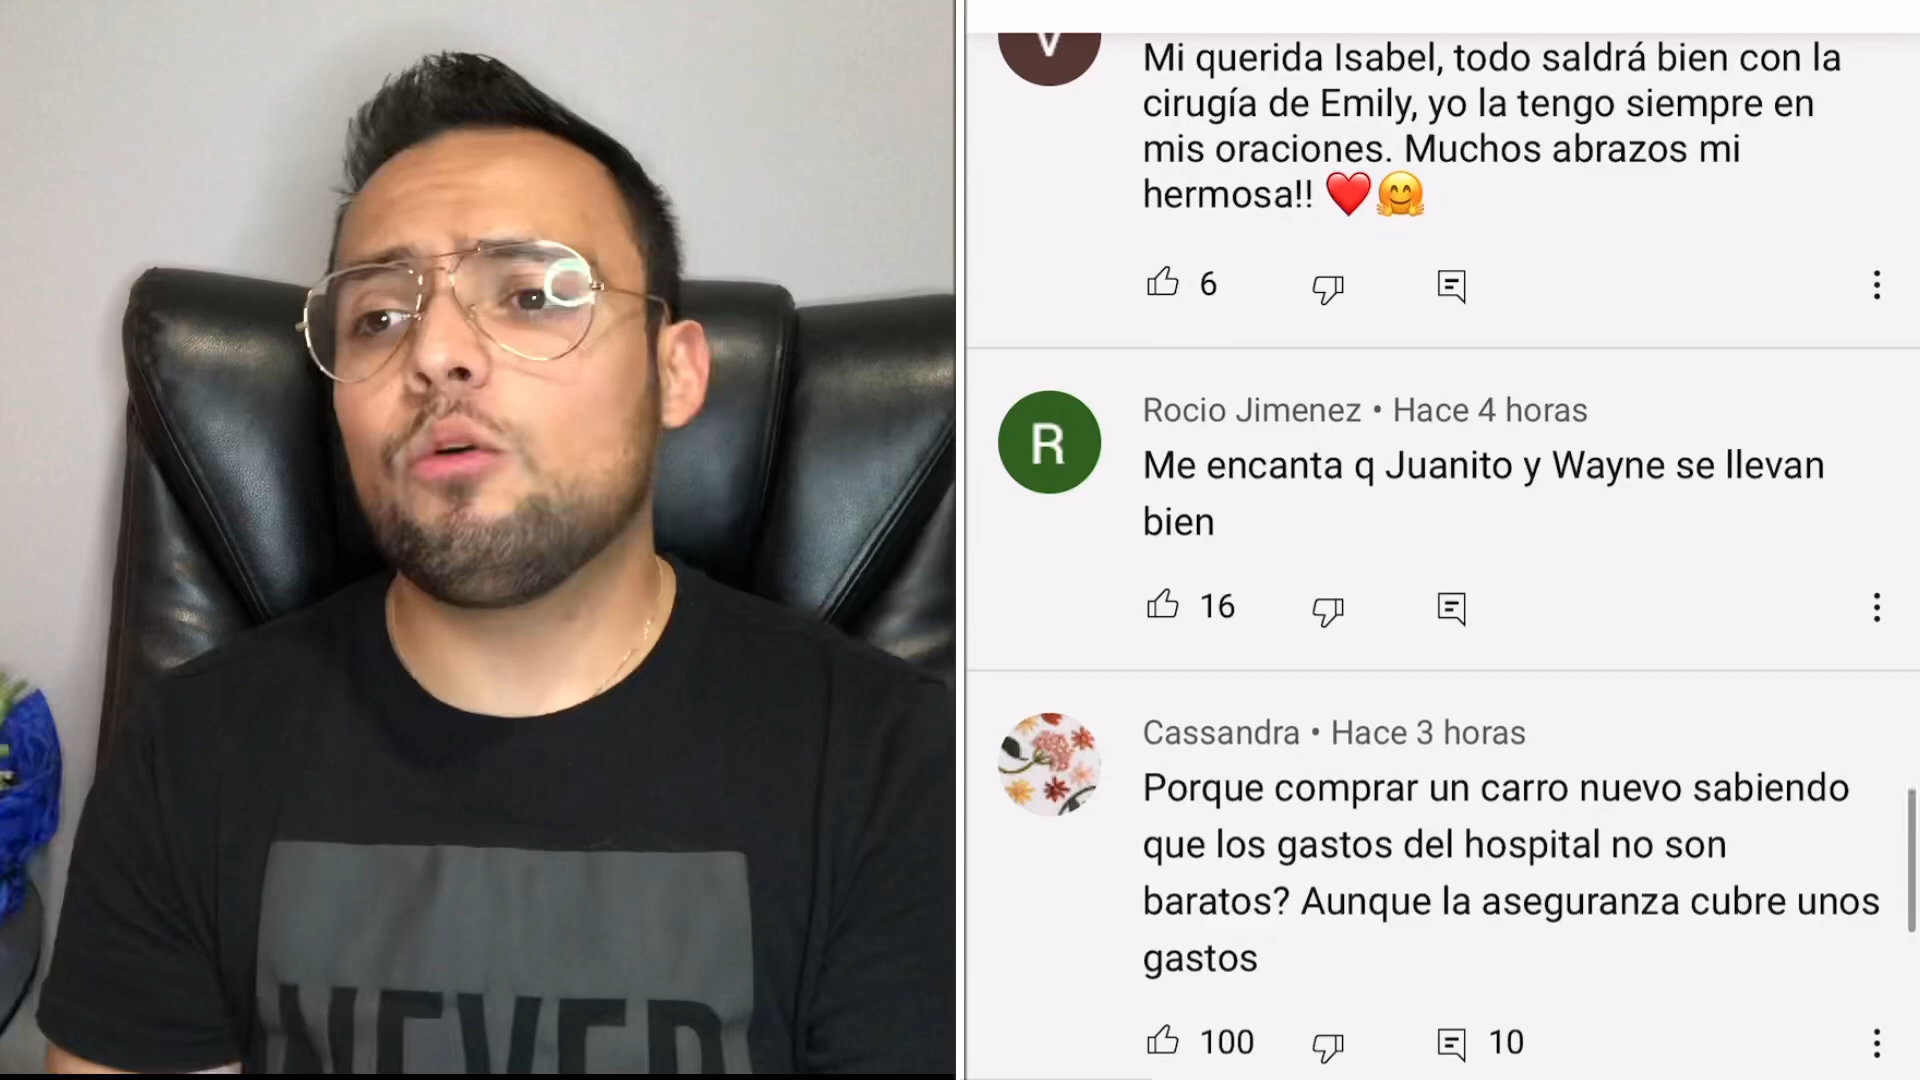 V
Mi querida Isabel, todo saldrá bien con la
cirugía de Emily, yo la tengo siempre en
mis oraciones. Muchos abrazos mi
hermosa!! ❤️🤗
6
R
Rocio Jimenez • Hace 4 horas
Me encanta q Juanito y Wayne se llevan
bien
16
Cassandra • Hace 3 horas
Porque comprar un carro nuevo sabiendo
que los gastos del hospital no son
baratos? Aunque la aseguranza cubre unos
gastos
100 10
NEVER